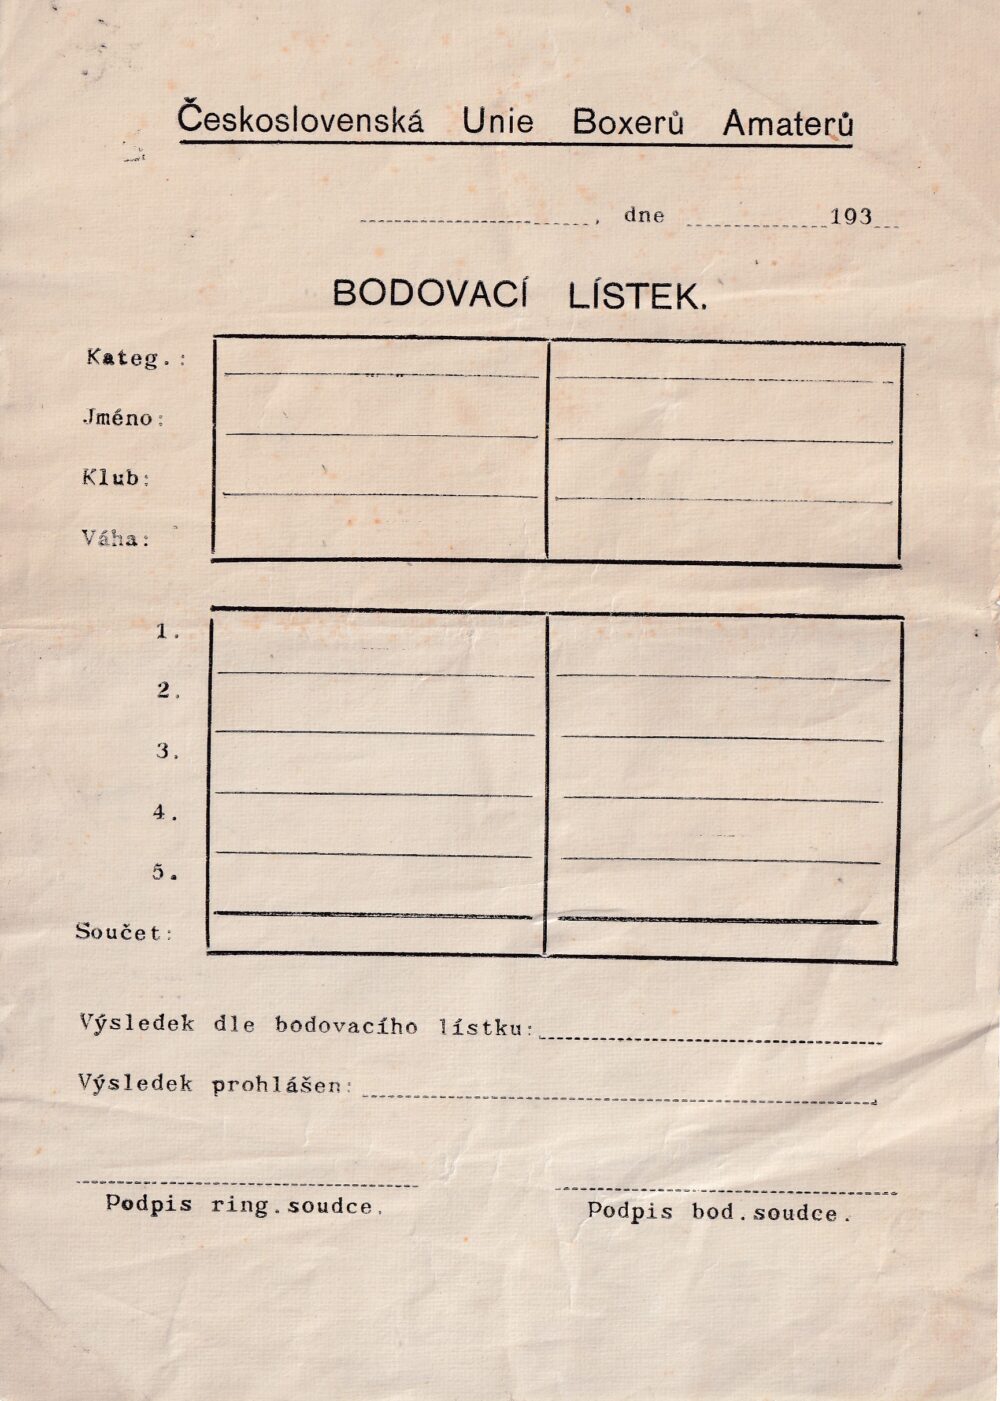 Československá Unie Boxerů Amaterů
, dne 193
BODOVACÍ LÍSTEK.
Kateg.:
Jméno:
Klub:
Váha:
1.
2.
3.
4.
5.
Součet:
Výsledek dle bodovacího lístku:
Výsledek prohlášen:
Podpis ring.soudce.
Podpis bod.soudce.